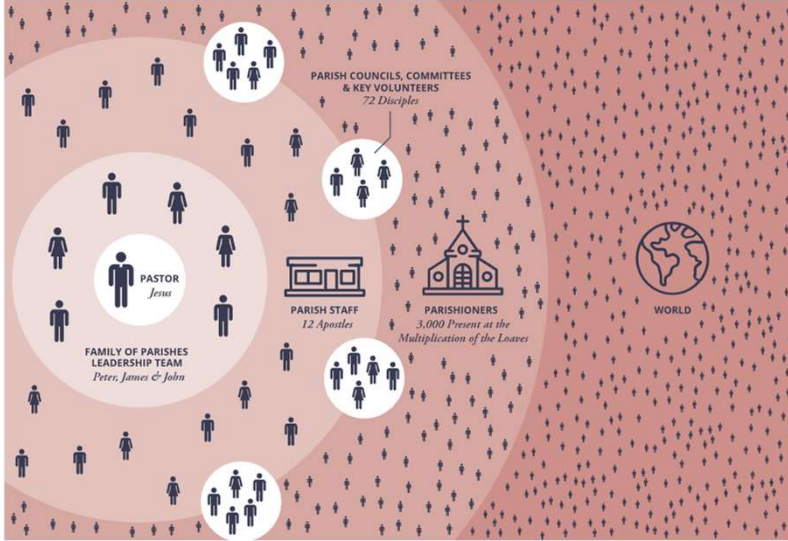 PARISH COUNCILS, COMMITTEES
& KEY VOLUNTEERS
72 Disciples
PASTOR
Jesus
FAMILY OF PARISHES
LEADERSHIP TEAM
Peter, James & John
PARISH STAFF
12 Apostles
PARISHIONERS
3,000 Present at the
Multiplication of the Loaves
WORLD